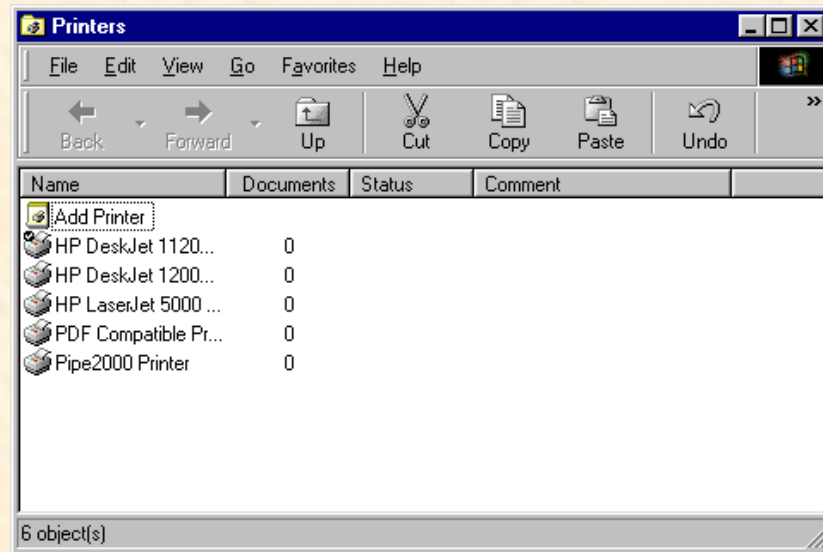 Printers
File Edit View Go Favorites Help
Back Forward Up Cut Copy Paste Undo »
Name Documents Status Comment
Add Printer
HP DeskJet 1120... 0
HP DeskJet 1200... 0
HP LaserJet 5000 ... 0
PDF Compatible Pr... 0
Pipe2000 Printer 0
6 object(s)